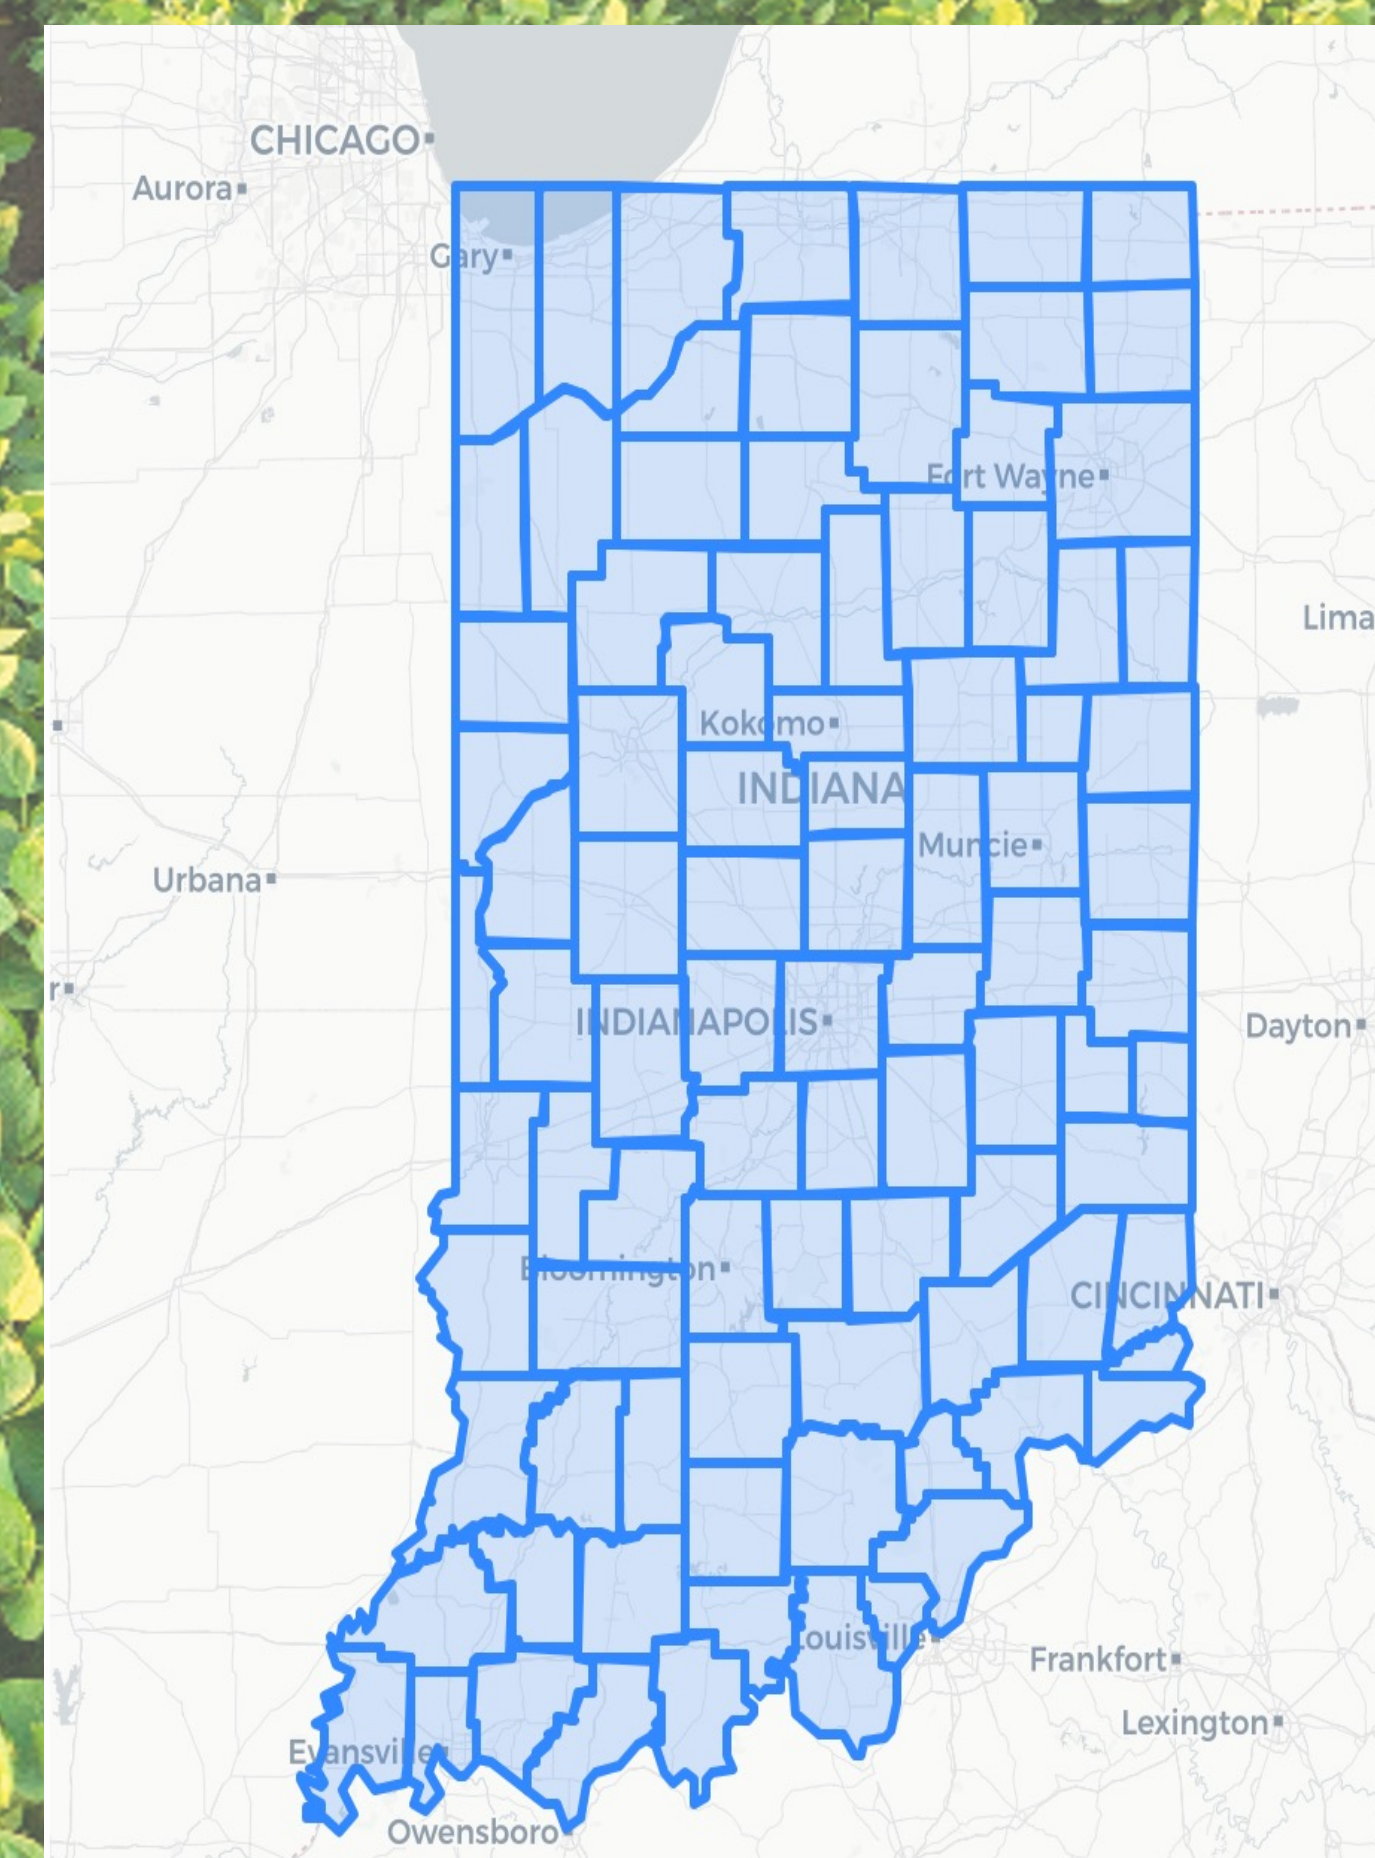 CHICAGO
Aurora
Gary
Fort Wayne
Lima
Kokomo
INDIANA
Muncie
Urbana
r
INDIANAPOLIS
Dayton
Bloomington
CINCINNATI
Louisville
Frankfort
Lexington
Evansville
Owensboro